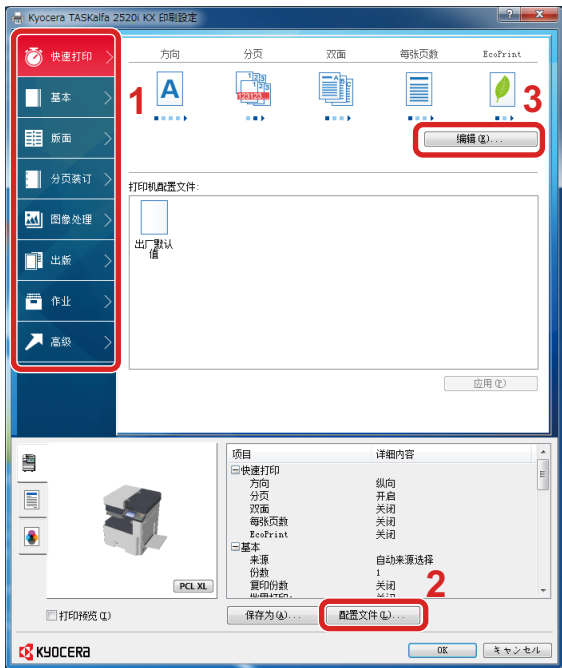 Kyocera TASKalfa 2520i KX 印刷設定
快速打印
基本
版面
分页装订
图像处理
出版
作业
高级
1
方向 分页 双面 每张页数 EcoPrint
A
123
123
123123...
A
B
3
编辑(E)...
打印机配置文件:
出厂默认
值
应用(P)
项目 详细内容
快速打印
方向 纵向
分页 开启
双面 关闭
每张页数 关闭
EcoPrint 关闭
基本
来源 自动来源选择
份数 1
复印份数 关闭
PCL XL
2
打印预览(I)
保存为(A)...
配置文件(L)...
KYOCERA
OK
キャンセル